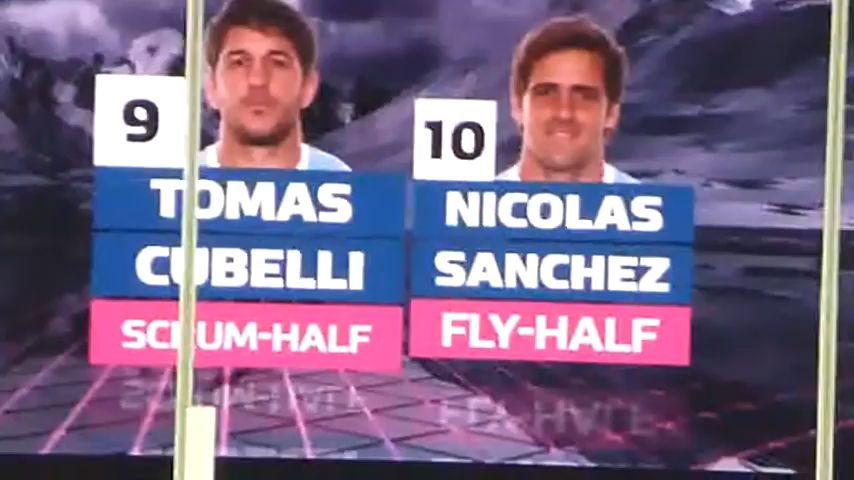 9
TOMAS
CUBELLI
SCRUM-HALF
10
NICOLAS
SANCHEZ
FLY-HALF